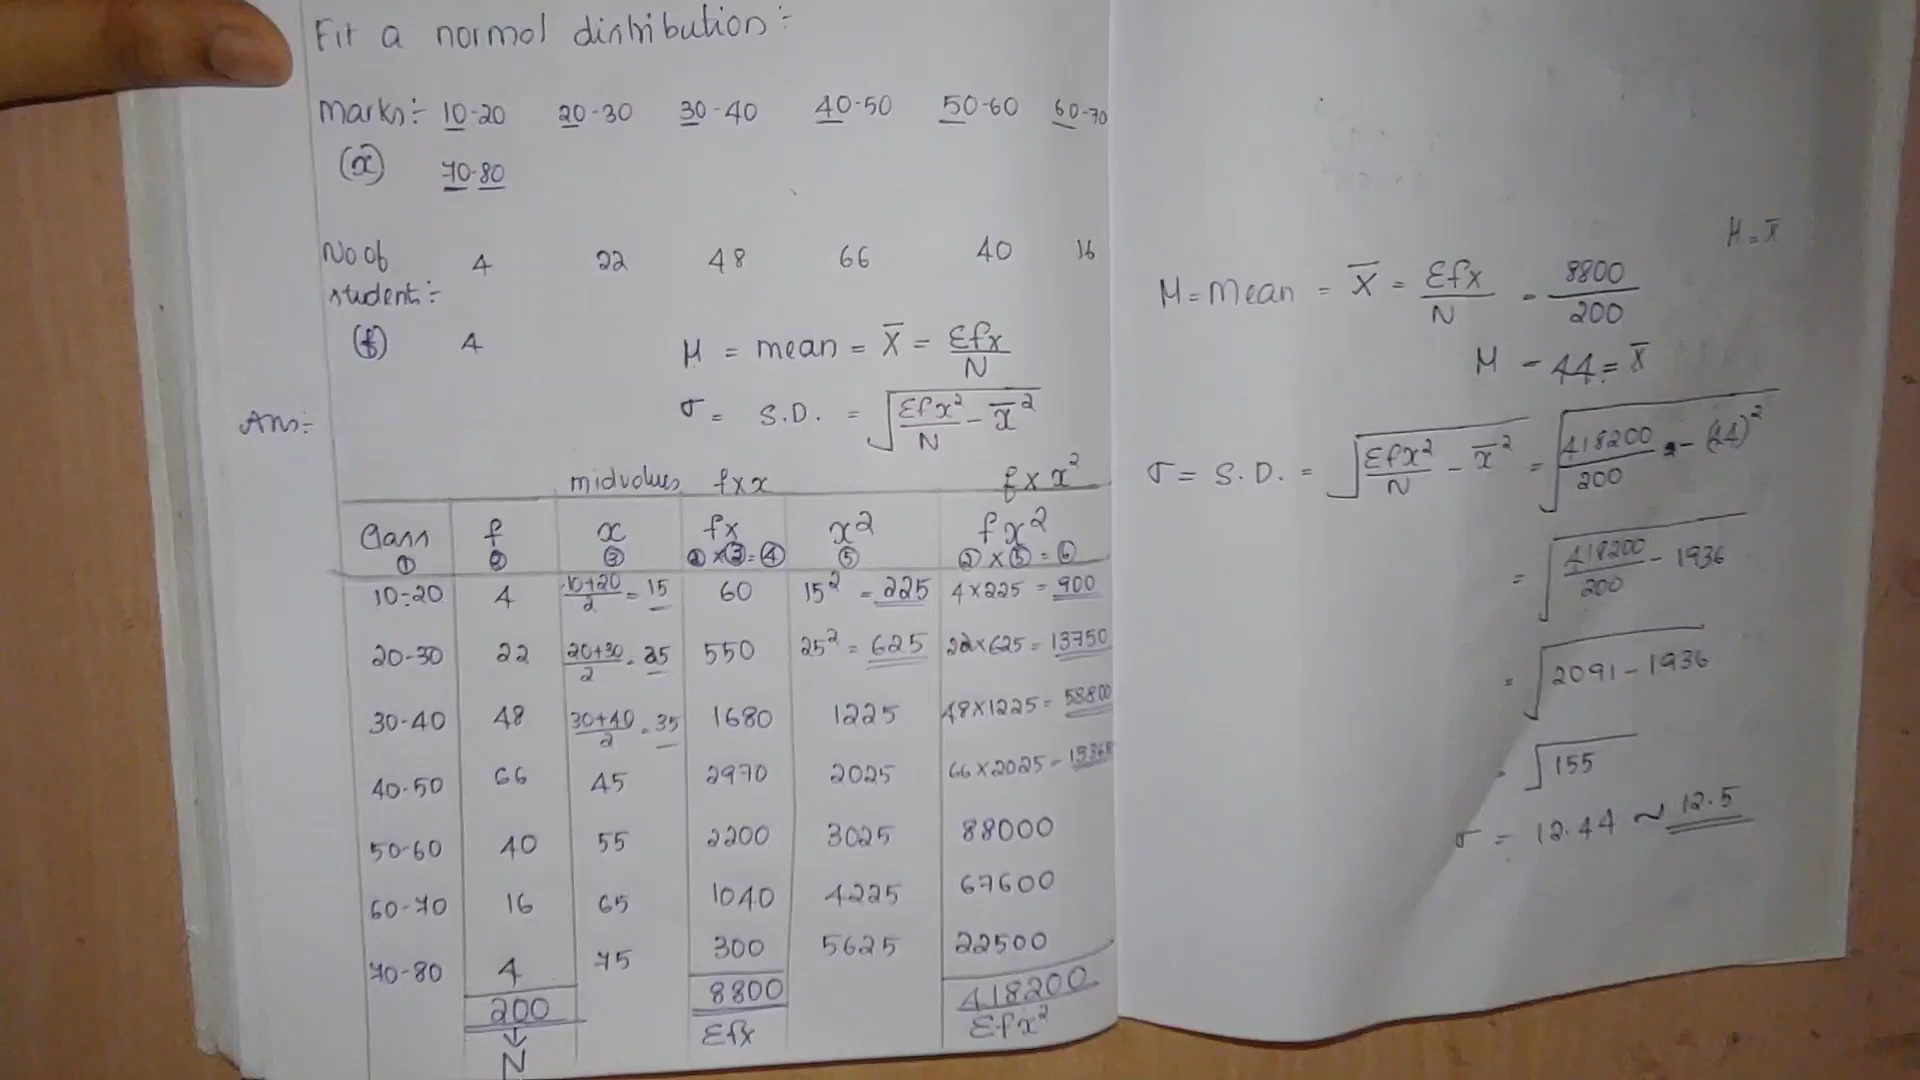 Fit a normal distribution :-
Marks :- 10-20 20-30 30-40 40-50 50-60 60-70
(x) 70-80
No of 4 22 48 66 40 16
student :-
(f) 4
μ = mean = X̄ = Σfx/N
Ans :- σ = S.D. = √(Σfx²/N - x̄²)
midvalues f×x f×x²
Class f x fx x² fx²
① ② ③ ②×③=④ ⑤ ②×⑤=⑥
10-20 4 10+20/2 = 15 60 15² = 225 4×225 = 900
20-30 22 20+30/2 = 25 550 25² = 625 22×625 = 13750
30-40 48 30+40/2 = 35 1680 1225 48×1225 = 58800
40-50 66 45 2970 2025 66×2025 =
50-60 40 55 2200 3025 88000
60-70 16 65 1040 4225 67600
70-80 4 75 300 5625 22500
200 8800 418200
↓ Σfx Σfx²
N
μ = x̄
μ = Mean = X̄ = Σfx/N = 8800/200
μ = 44 = X̄
σ = S.D. = √(Σfx²/N - x̄²) = √(418200/200 - (44)²)
= √(418200/200 - 1936)
= √(2091 - 1936)
= √155
σ = 12.44 ~ 12.5